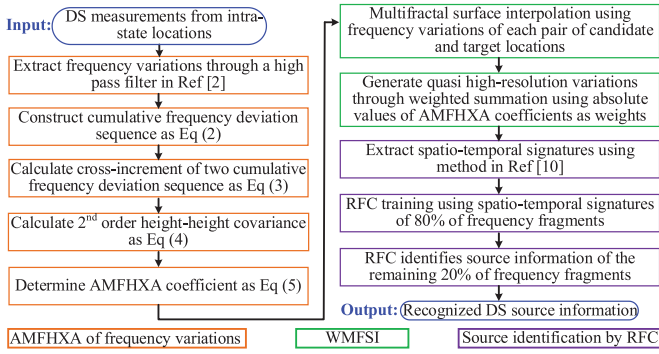 Input:
DS measurements from intra-
state locations
Extract frequency variations through a high
pass filter in Ref [2]
Construct cumulative frequency deviation
sequence as Eq (2)
Calculate cross-increment of two cumulative
frequency deviation sequence as Eq (3)
Calculate 2nd order height-height covariance
as Eq (4)
Determine AMFHXA coefficient as Eq (5)
Multifractal surface interpolation using
frequency variations of each pair of candidate
and target locations
Generate quasi high-resolution variations
through weighted summation using absolute
values of AMFHXA coefficients as weights
Extract spatio-temporal signatures using
method in Ref [10]
RFC training using spatio-temporal signatures
of 80% of frequency fragments
RFC identifies source information of the
remaining 20% of frequency fragments
Output: Recognized DS source information
AMFHXA of frequency variations
WMFSI
Source identification by RFC